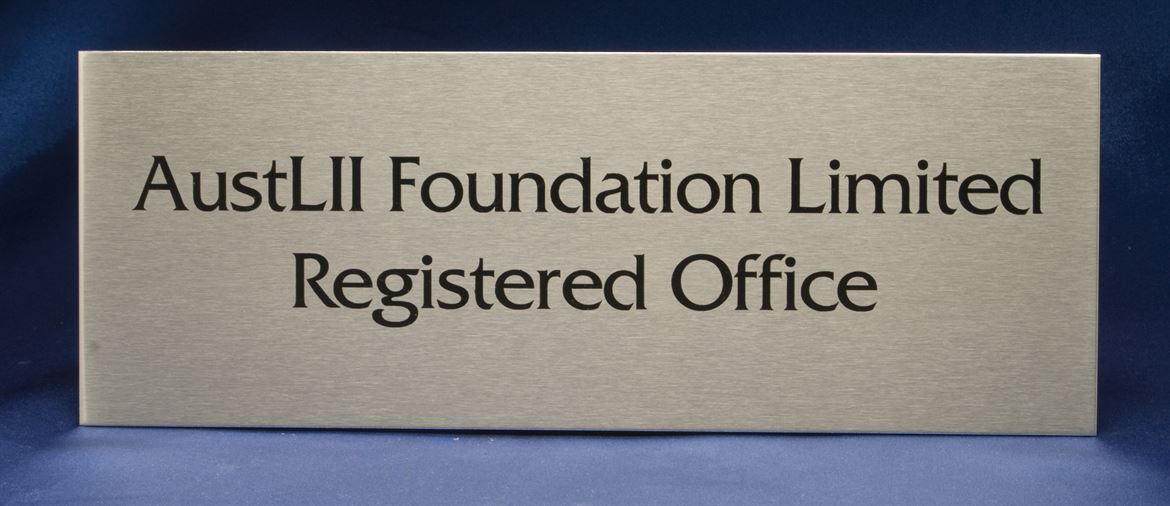 AustLII Foundation Limited
Registered Office